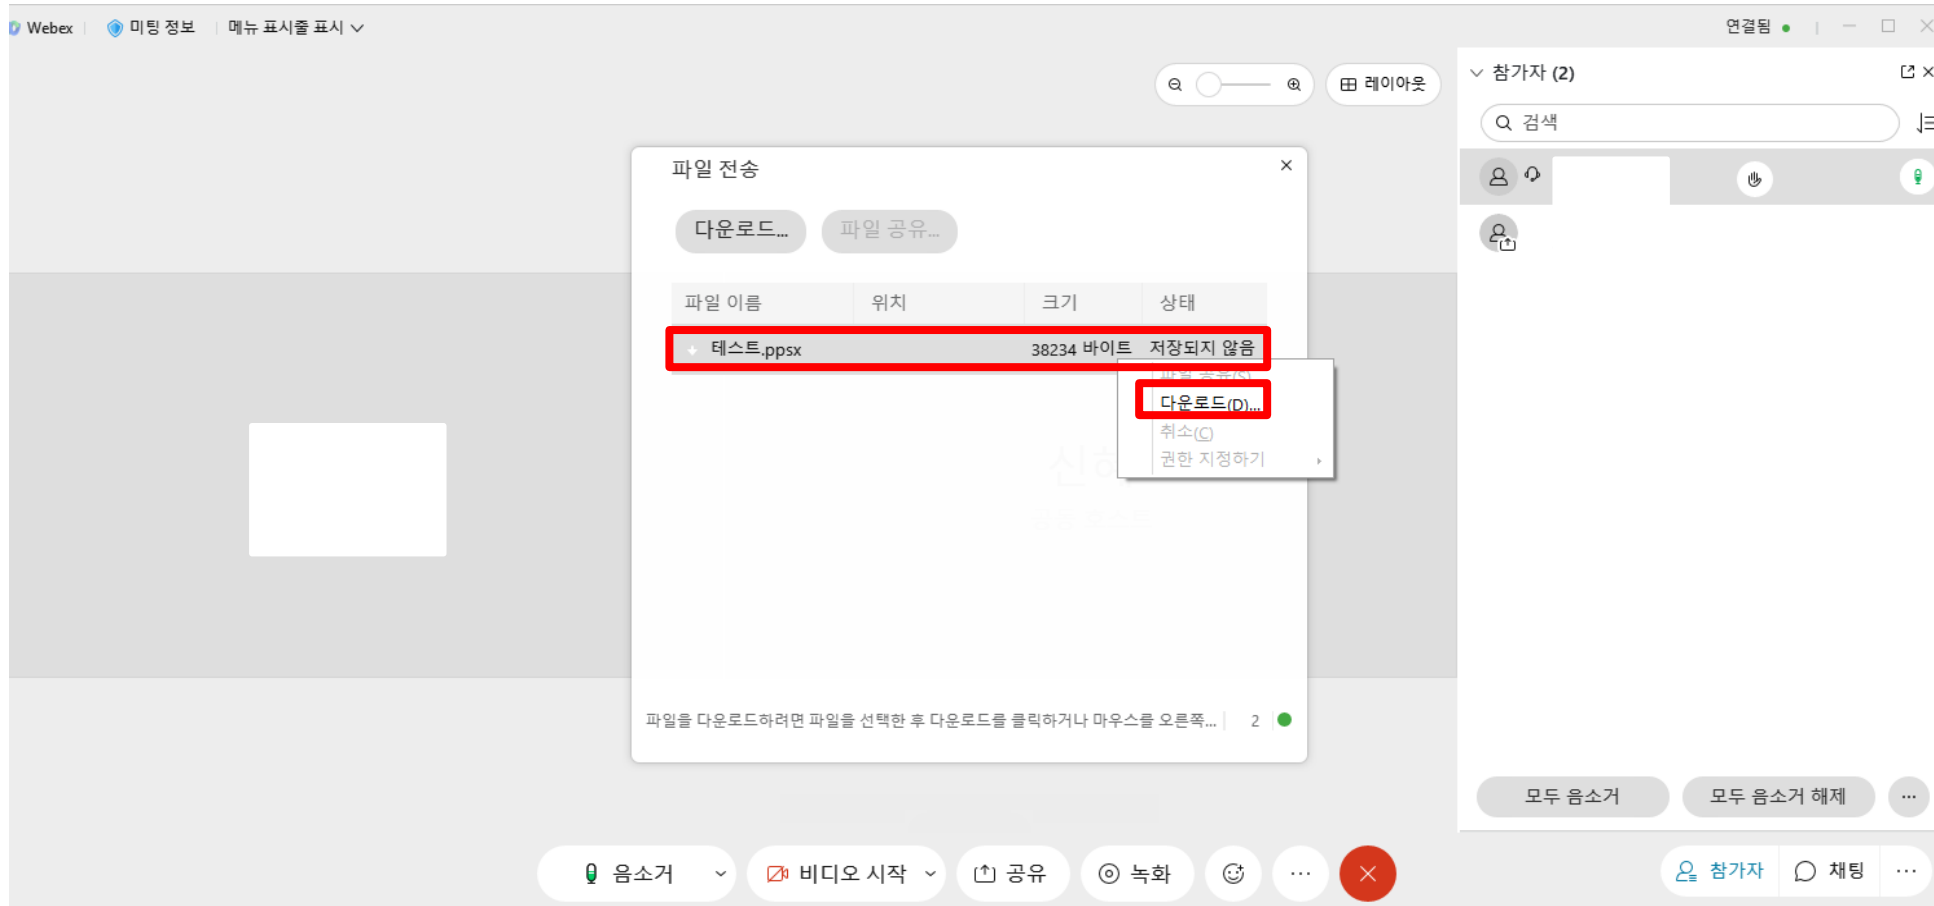 Webex
미팅 정보
메뉴 표시줄 표시
연결됨
레이아웃
참가자 (2)
검색
파일 전송
다운로드...
파일 공유...
파일 이름 위치 크기 상태
테스트.ppsx 38234 바이트 저장되지 않음
파일 공유(S)
다운로드(D)...
취소(C)
권한 지정하기
파일을 다운로드하려면 파일을 선택한 후 다운로드를 클릭하거나 마우스를 오른쪽... 2
모두 음소거 모두 음소거 해제 ...
음소거 비디오 시작 공유 녹화 ...
참가자 채팅 ...